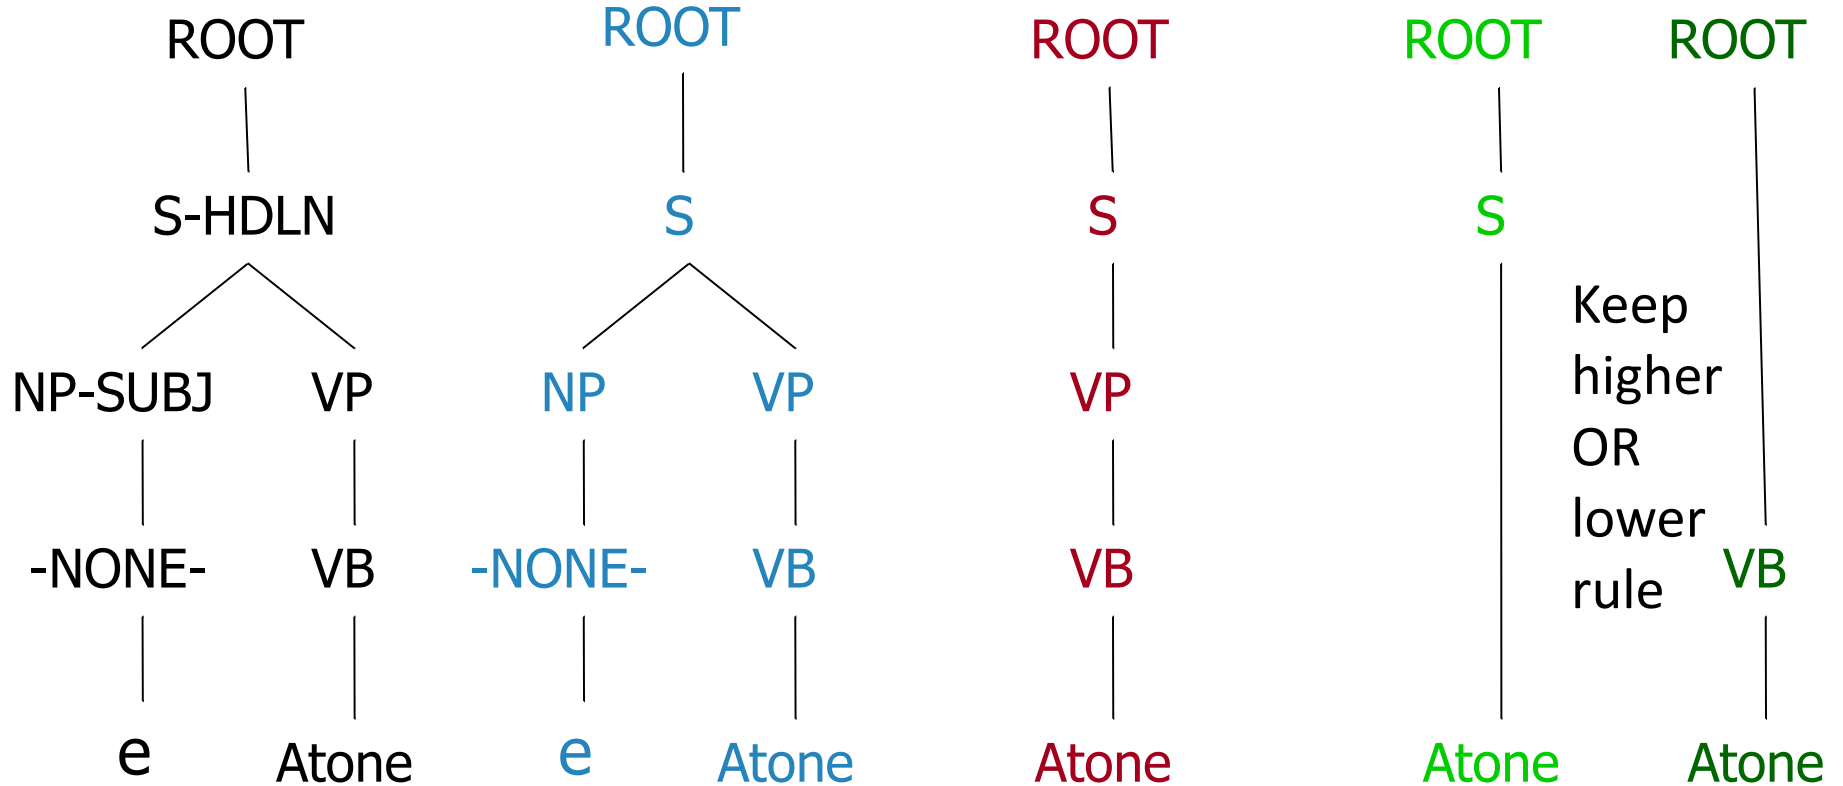 ROOT ROOT ROOT ROOT ROOT
S-HDLN S S S
Keep
higher
OR
lower
rule
NP-SUBJ VP NP VP VP
-NONE- VB -NONE- VB VB VB
e Atone e Atone Atone Atone Atone